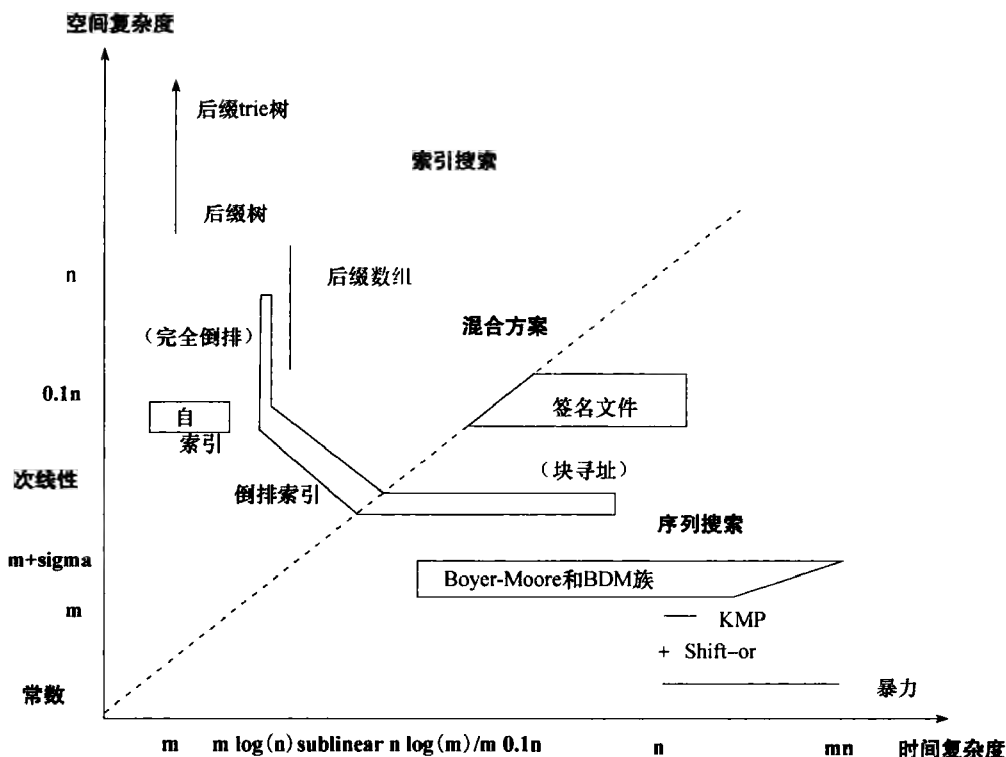 空间复杂度
后缀trie树
索引搜索
后缀树
n
后缀数组
混合方案
（完全倒排）
0.1n
自
索引
签名文件
次线性
倒排索引
（块寻址）
序列搜索
m+sigma
Boyer-Moore和BDM族
m
KMP
+ Shift-or
常数
暴力
m m log(n) sublinear n log(m)/m 0.1n n mn 时间复杂度